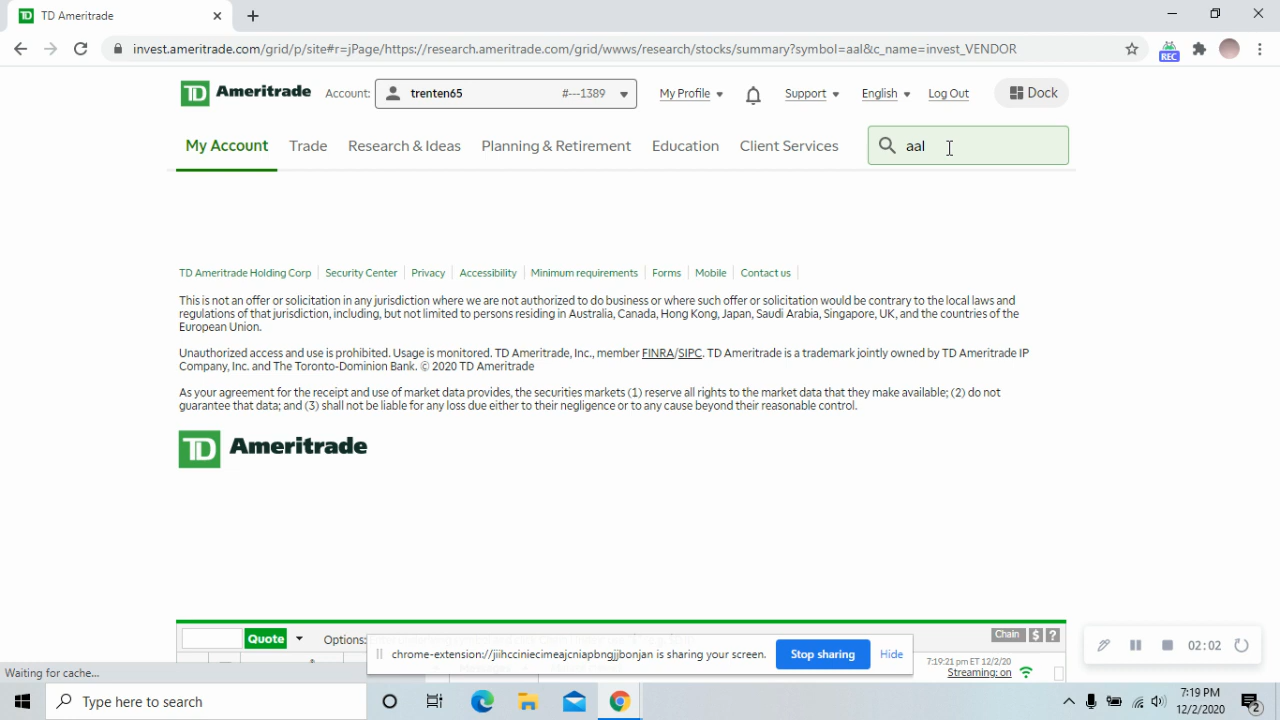 TD Ameritrade
invest.ameritrade.com/grid/p/site#r=jPage/https://research.ameritrade.com/grid/wwws/research/stocks/summary?symbol=aal&c_name=invest_VENDOR
REC
TD Ameritrade Account: trenten65 #---1389 My Profile Support English Log Out Dock
My Account Trade Research & Ideas Planning & Retirement Education Client Services aal
TD Ameritrade Holding Corp Security Center Privacy Accessibility Minimum requirements Forms Mobile Contact us
This is not an offer or solicitation in any jurisdiction where we are not authorized to do business or where such offer or solicitation would be contrary to the local laws and
regulations of that jurisdiction, including, but not limited to persons residing in Australia, Canada, Hong Kong, Japan, Saudi Arabia, Singapore, UK, and the countries of the
European Union.
Unauthorized access and use is prohibited. Usage is monitored. TD Ameritrade, Inc., member FINRA/SIPC. TD Ameritrade is a trademark jointly owned by TD Ameritrade IP
Company, Inc. and The Toronto-Dominion Bank. © 2020 TD Ameritrade
As your agreement for the receipt and use of market data provides, the securities markets (1) reserve all rights to the market data that they make available; (2) do not
guarantee that data; and (3) shall not be liable for any loss due either to their negligence or to any cause beyond their reasonable control.
TD Ameritrade
Quote Options: Chain $ ?
chrome-extension://jiihcciniecimeajcniapbngjjbonjan is sharing your screen. Stop sharing Hide
02:02
7:19:21 pm ET 12/2/20
Streaming: on
Waiting for cache...
Type here to search
7:19 PM
12/2/2020
2